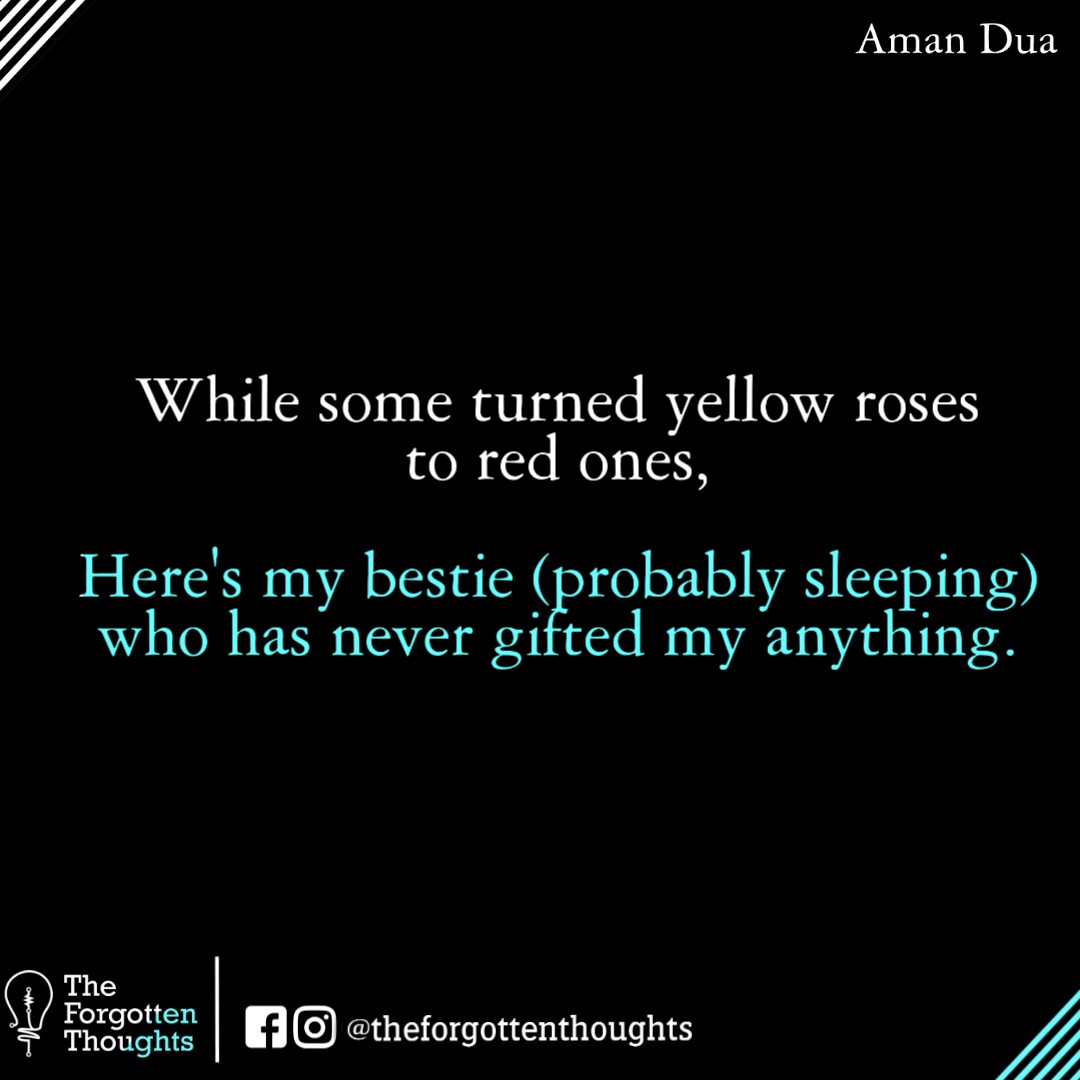 Aman Dua
While some turned yellow roses
to red ones,
Here's my bestie (probably sleeping)
who has never gifted my anything.
The
Forgotten
Thoughts
@theforgottenthoughts